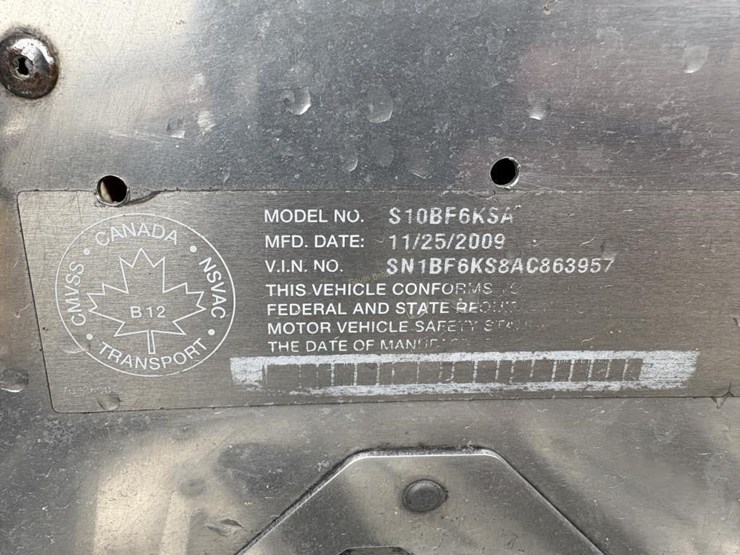 MODEL NO. S10BF6KSA
MFD. DATE: 11/25/2009
V.I.N. NO. SN1BF6KS8AC863957
THIS VEHICLE CONFORMS
FEDERAL AND STATE
MOTOR VEHICLE SAFETY
THE DATE OF
CANADA
CMVSS • NSVAC
B12
TRANSPORT